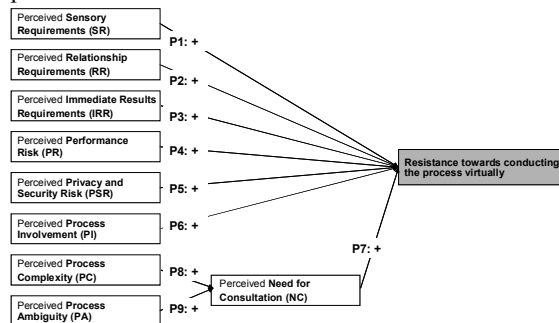 Perceived Sensory
Requirements (SR)
P1: +
Perceived Relationship
Requirements (RR)
P2: +
Perceived Immediate Results
Requirements (IRR)
P3: +
Perceived Performance
Risk (PR)
P4: +
Resistance towards conducting
the process virtually
Perceived Privacy and
Security Risk (PSR)
P5: +
Perceived Process
Involvement (PI)
P6: +
P7: +
Perceived Process
Complexity (PC)
P8: +
Perceived Need for
Consultation (NC)
Perceived Process
Ambiguity (PA)
P9: +